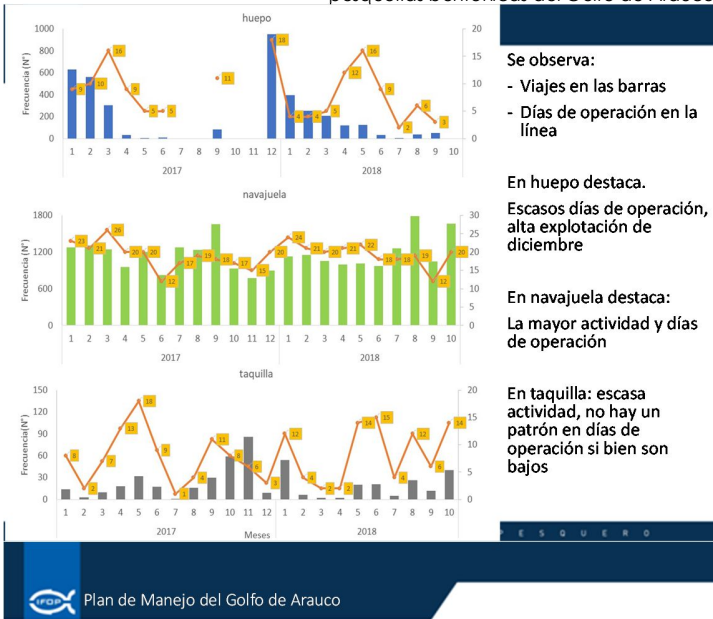 pesquerías bentónicas del Golfo de Arauco
huepo
Frecuencia (N°)
1000
800
600
400
200
0
20
15
10
5
0
9 10 16 9 5 5 11 18 4 4 5 12 16 9 2 6 3
1 2 3 4 5 6 7 8 9 10 11 12 1 2 3 4 5 6 7 8 9 10
2017 2018
navajuela
Frecuencia (N°)
1800
1200
600
0
30
25
20
15
10
5
0
23 21 26 20 20 12 17 19 18 17 15 20 24 21 20 21 22 18 18 19 12 20
1 2 3 4 5 6 7 8 9 10 11 12 1 2 3 4 5 6 7 8 9 10
2017 2018
taquilla
Frecuencia(N°)
150
120
90
60
30
0
20
15
10
5
0
8 2 7 13 18 9 1 4 11 8 6 3 12 4 2 2 14 15 4 12 6 14
1 2 3 4 5 6 7 8 9 10 11 12 1 2 3 4 5 6 7 8 9 10
2017 Meses 2018
Se observa:
- Viajes en las barras
- Días de operación en la
línea
En huepo destaca.
Escasos días de operación,
alta explotación de
diciembre
En navajuela destaca:
La mayor actividad y días
de operación
En taquilla: escasa
actividad, no hay un
patrón en días de
operación si bien son
bajos
P E S Q U E R O
IFOP
Plan de Manejo del Golfo de Arauco